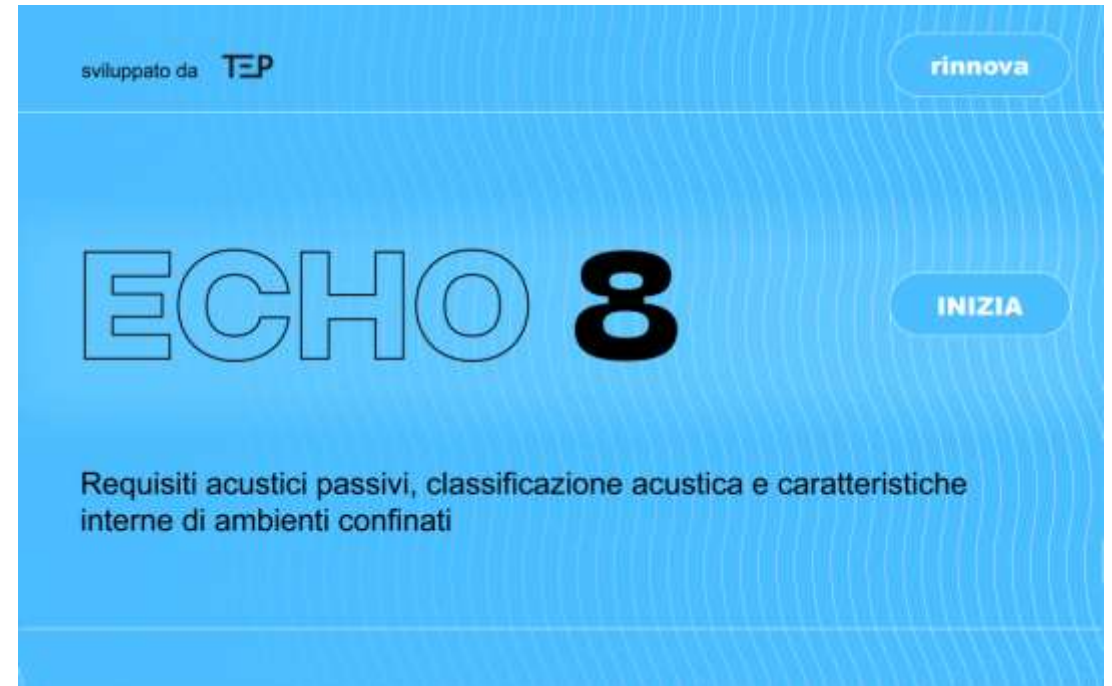 sviluppato da TEP
rinnova
ECHO 8
INIZIA
Requisiti acustici passivi, classificazione acustica e caratteristiche
interne di ambienti confinati